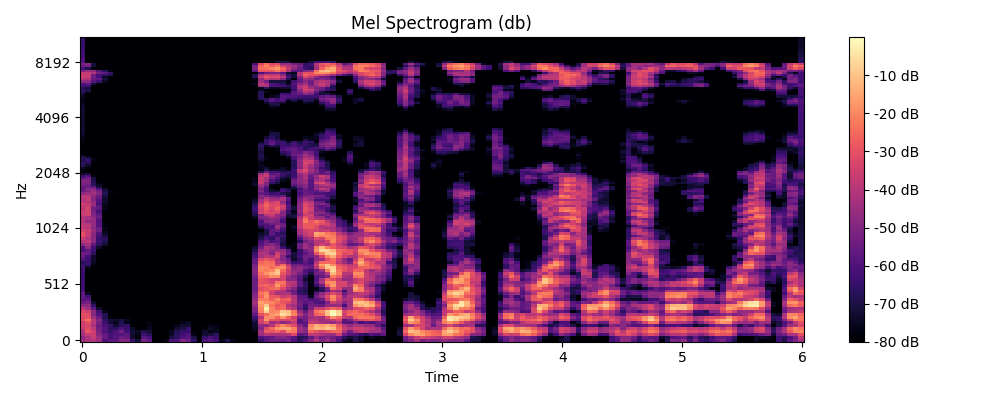 Mel Spectrogram (db)
8192
4096
2048
1024
512
0
Hz
0 1 2 3 4 5 6
Time
-10 dB
-20 dB
-30 dB
-40 dB
-50 dB
-60 dB
-70 dB
-80 dB